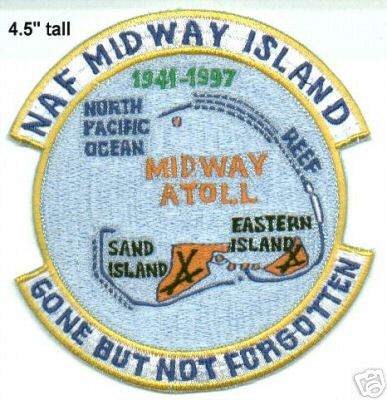 4.5" tall
NAF MIDWAY ISLAND
1941-1997
NORTH
PACIFIC
OCEAN
REEF
MIDWAY
ATOLL
EASTERN
ISLAND
SAND
ISLAND
GONE BUT NOT FORGOTTEN